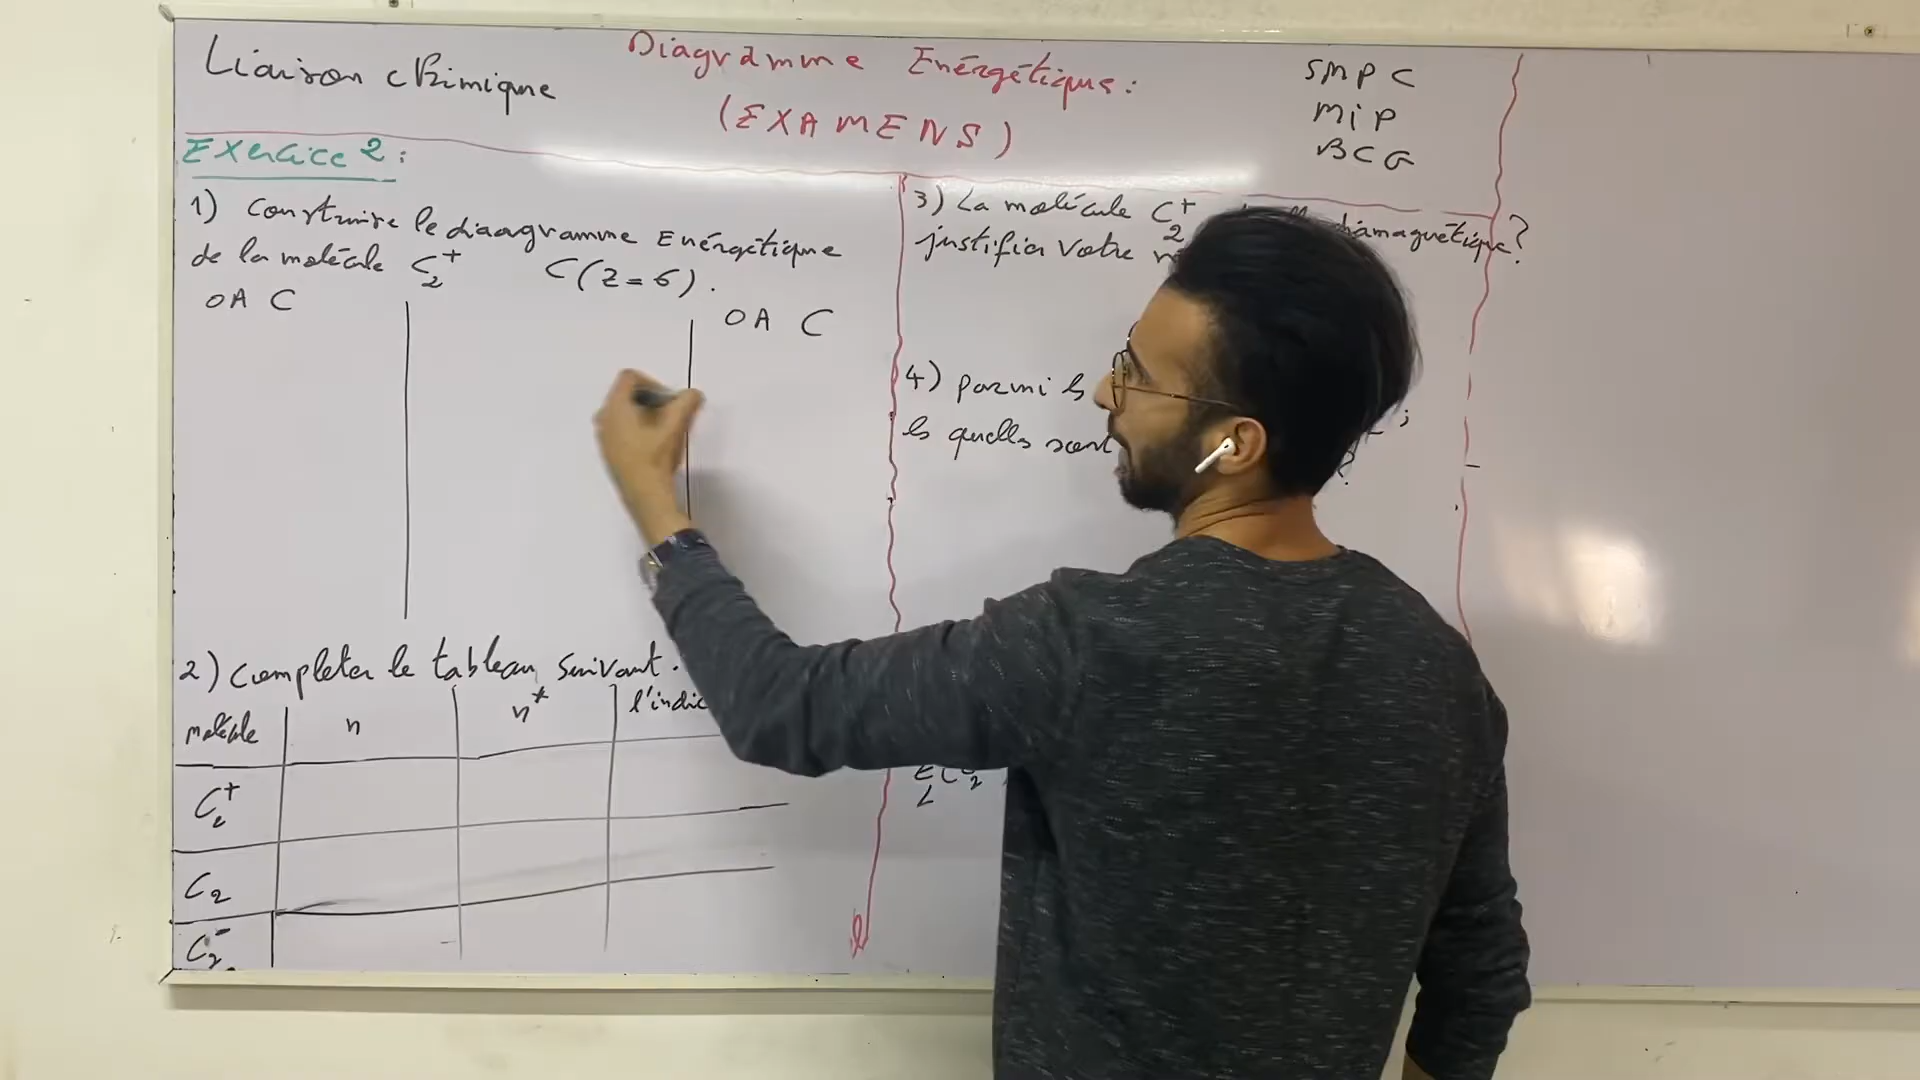 Liaison chimique
Diagramme Energétique :
(EXAMENS)
SMPC
MiP
BCG
Exercice 2 :
1) Construire le diaagramme Energétique
de la molécule C2+ C(Z=6).
OA C
OA C
2) Completer le tableau suivant.
molécule n n* l'indic
C2+
C2
C2-
3) La molécule C2+ diamagnétique ?
justifier votre
4) parmi ls ;
ls quells sont ?